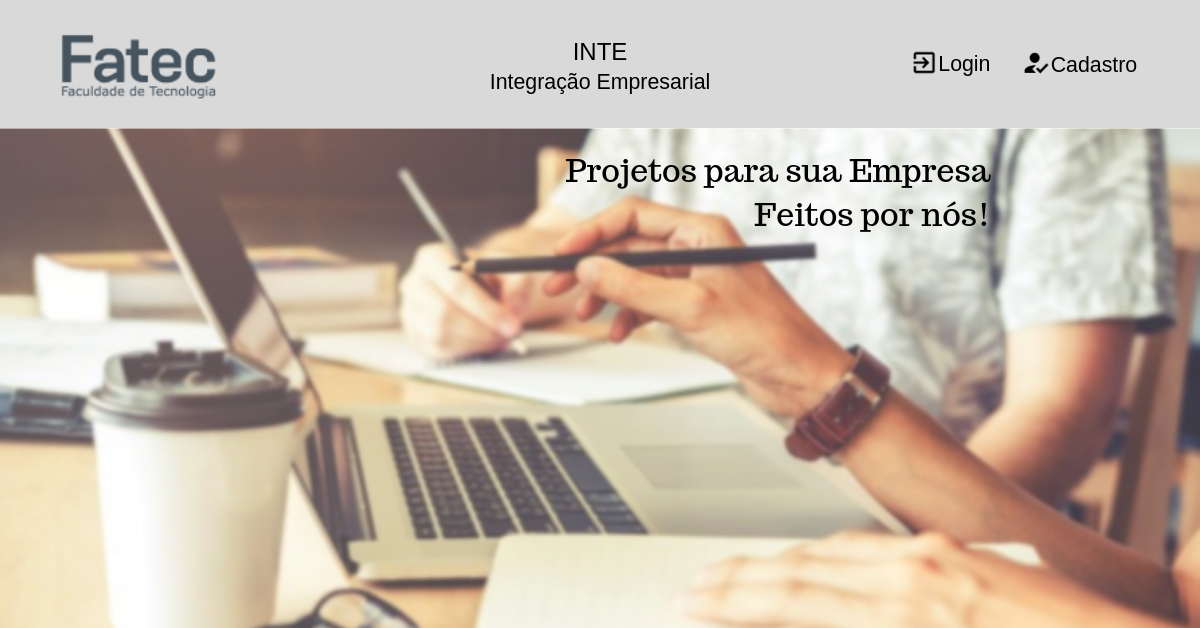 Fatec
Faculdade de Tecnologia
INTE
Integração Empresarial
Login
Cadastro
Projetos para sua Empresa
Feitos por nós!